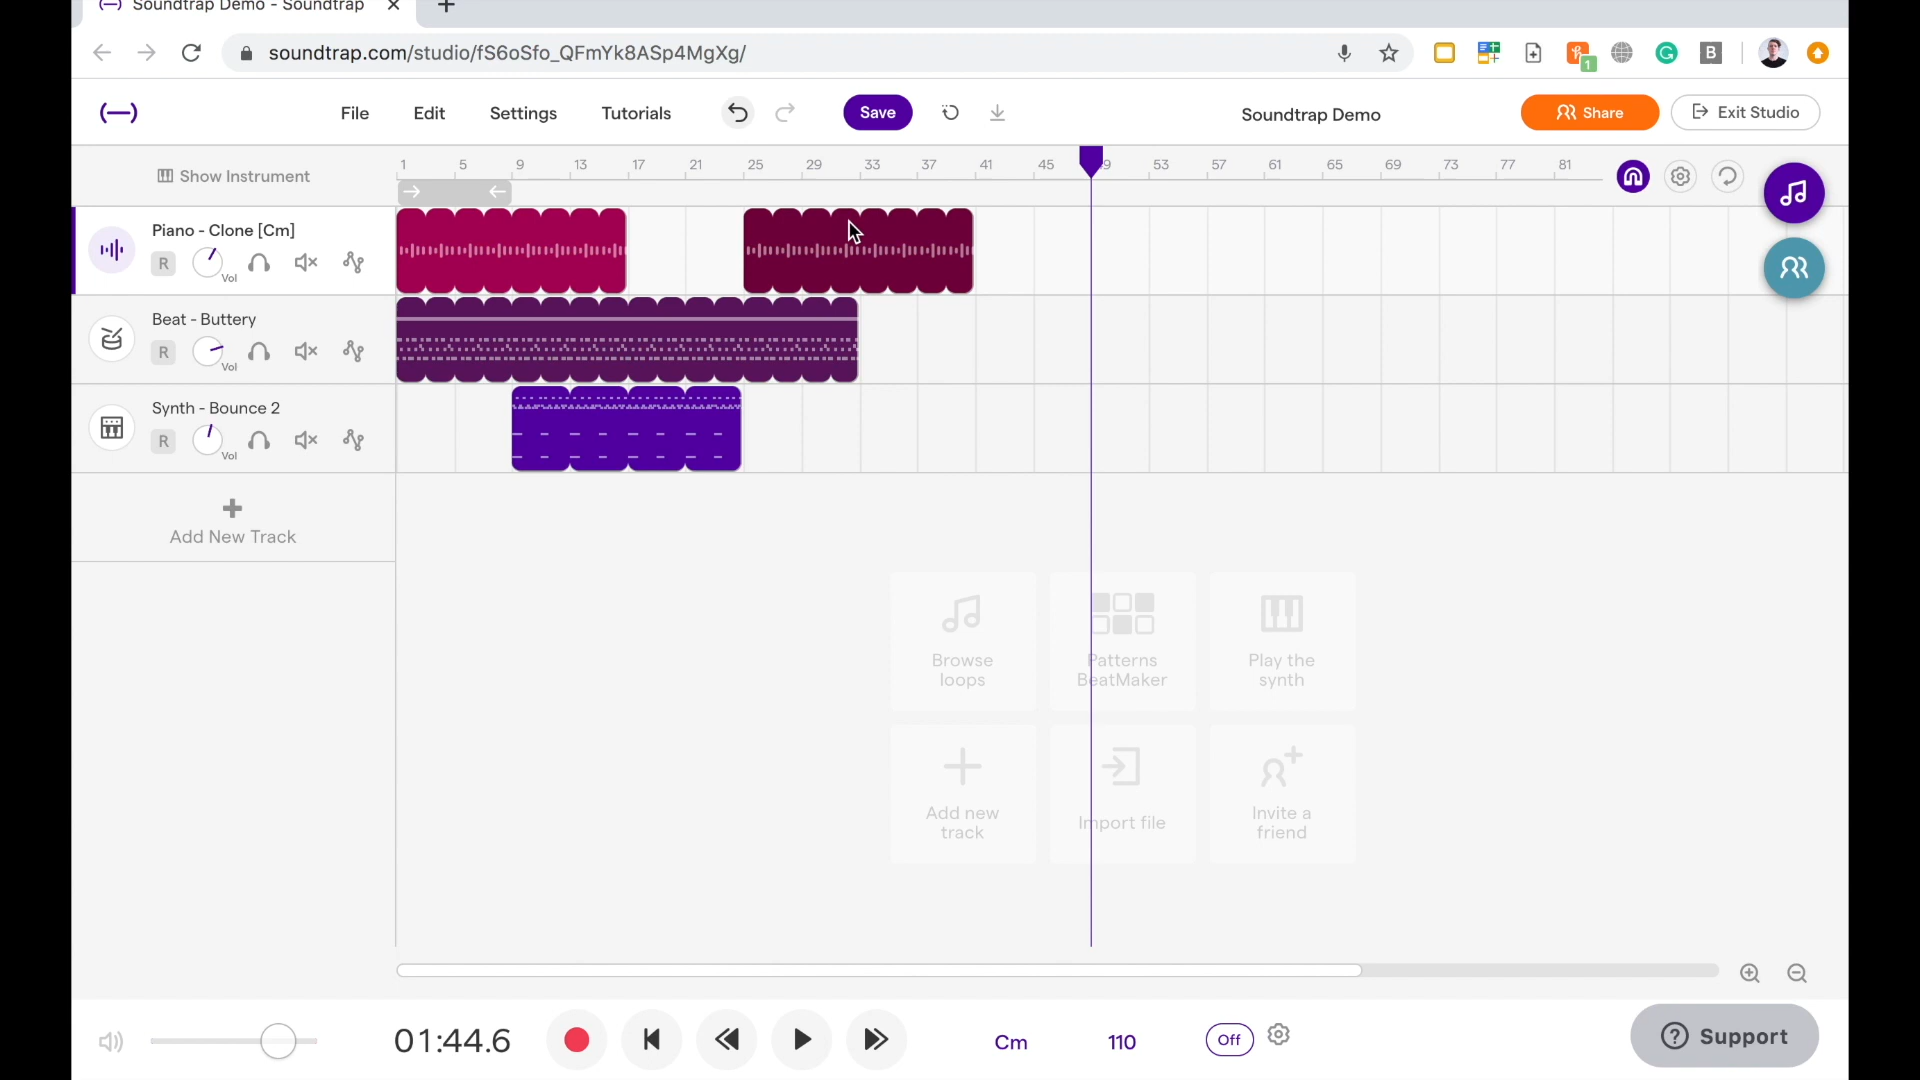 Soundtrap Demo - Soundtrap
soundtrap.com/studio/fS6oSfo_QFmYk8ASp4MgXg/
1
B
File Edit Settings Tutorials Save Soundtrap Demo Share Exit Studio
Show Instrument
1 5 9 13 17 21 25 29 33 37 41 45 9 53 57 61 65 69 73 77 81
Piano - Clone [Cm]
R Vol
Beat - Buttery
R Vol
Synth - Bounce 2
R Vol
Add New Track
Browse
loops
Patterns
BeatMaker
Play the
synth
Add new
track
Import file
Invite a
friend
01:44.6 Cm 110 Off Support